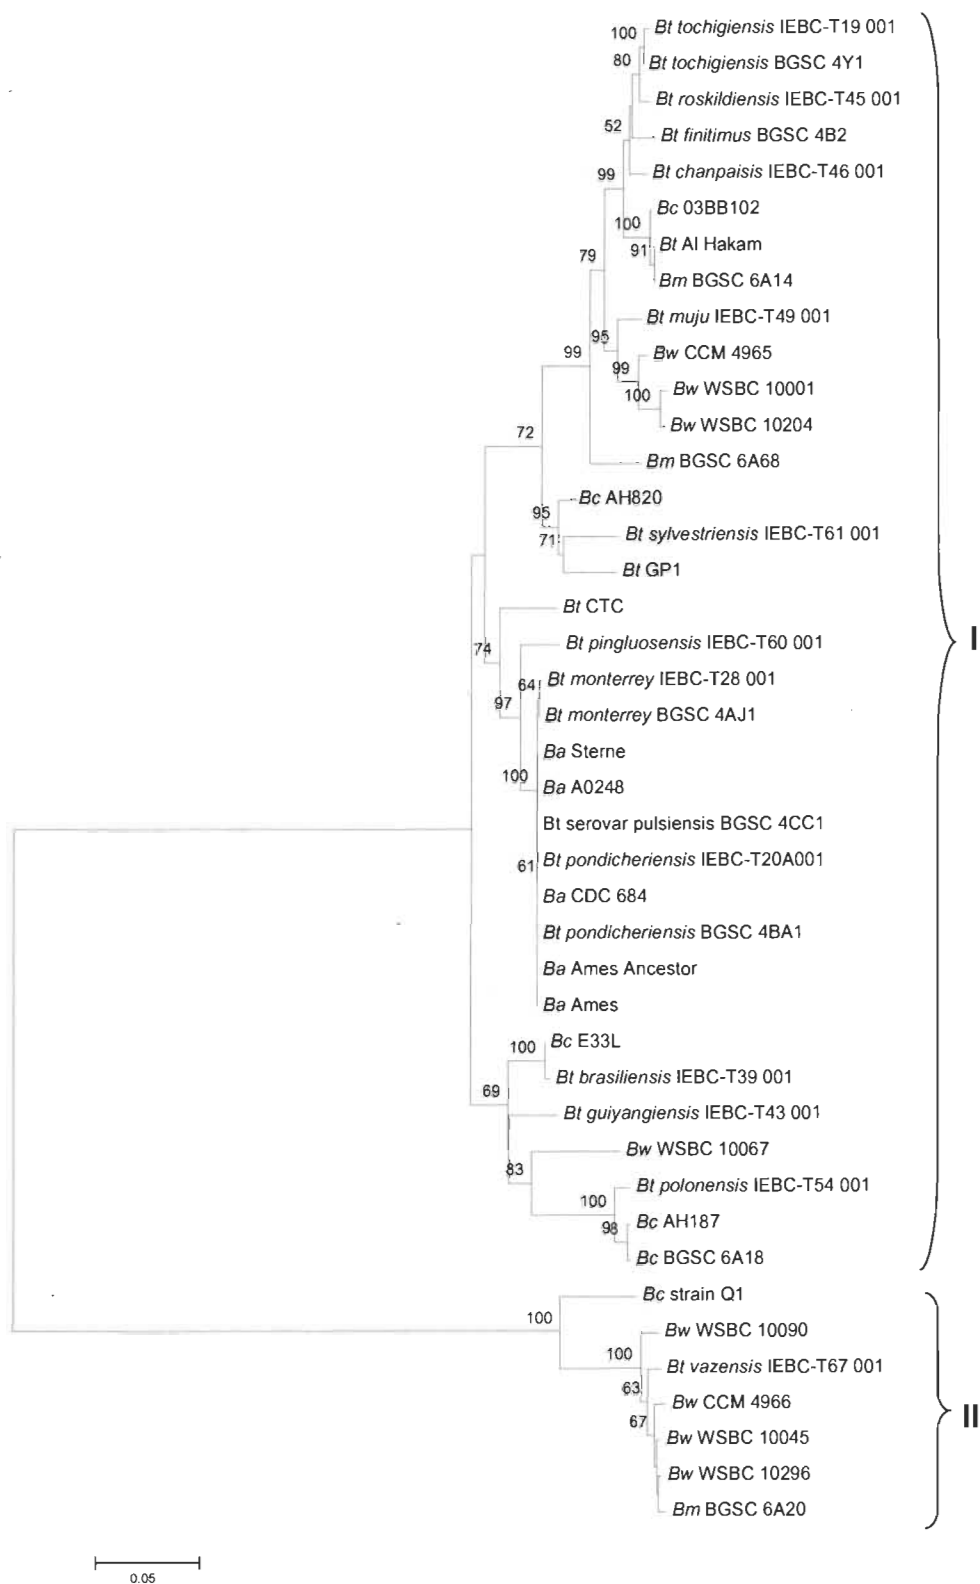 100 Bt tochigiensis IEBC-T19 001
80 Bt tochigiensis BGSC 4Y1
Bt roskildiensis IEBC-T45 001
52 Bt finitimus BGSC 4B2
99 Bt chanpaisis IEBC-T46 001
Bc 03BB102
100
91 Bt Al Hakam
79
Bm BGSC 6A14
Bt muju IEBC-T49 001
95
99 Bw CCM 4965
99
100 Bw WSBC 10001
Bw WSBC 10204
72
Bm BGSC 6A68
Bc AH820
95
71 Bt sylvestriensis IEBC-T61 001
Bt GP1
Bt CTC
I
74 Bt pingluosensis IEBC-T60 001
64 Bt monterrey IEBC-T28 001
97
Bt monterrey BGSC 4AJ1
Ba Sterne
100 Ba A0248
Bt serovar pulsiensis BGSC 4CC1
61 Bt pondicheriensis IEBC-T20A001
Ba CDC 684
Bt pondicheriensis BGSC 4BA1
Ba Ames Ancestor
Ba Ames
100 Bc E33L
Bt brasiliensis IEBC-T39 001
69
Bt guiyangiensis IEBC-T43 001
Bw WSBC 10067
83
Bt polonensis IEBC-T54 001
100
98 Bc AH187
Bc BGSC 6A18
Bc strain Q1
100
Bw WSBC 10090
100
Bt vazensis IEBC-T67 001
63
Bw CCM 4966
67
II
Bw WSBC 10045
Bw WSBC 10296
Bm BGSC 6A20
0.05